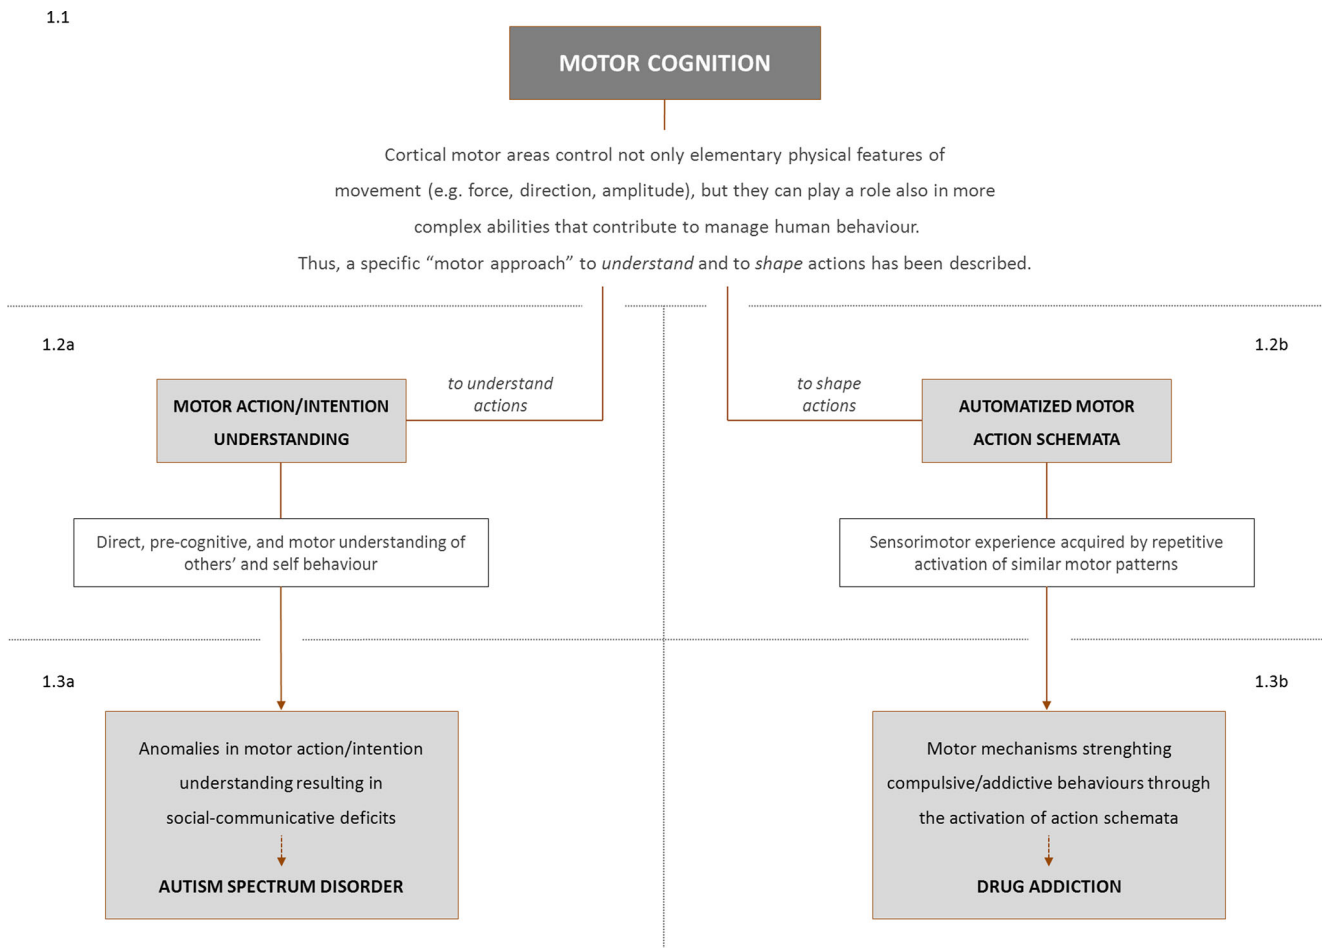 1.1
MOTOR COGNITION
Cortical motor areas control not only elementary physical features of
movement (e.g. force, direction, amplitude), but they can play a role also in more
complex abilities that contribute to manage human behaviour.
Thus, a specific “motor approach” to understand and to shape actions has been described.
1.2a
to understand
actions
MOTOR ACTION/INTENTION
UNDERSTANDING
Direct, pre-cognitive, and motor understanding of
others’ and self behaviour
1.2b
to shape
actions
AUTOMATIZED MOTOR
ACTION SCHEMATA
Sensorimotor experience acquired by repetitive
activation of similar motor patterns
1.3a
Anomalies in motor action/intention
understanding resulting in
social-communicative deficits
AUTISM SPECTRUM DISORDER
1.3b
Motor mechanisms strenghting
compulsive/addictive behaviours through
the activation of action schemata
DRUG ADDICTION